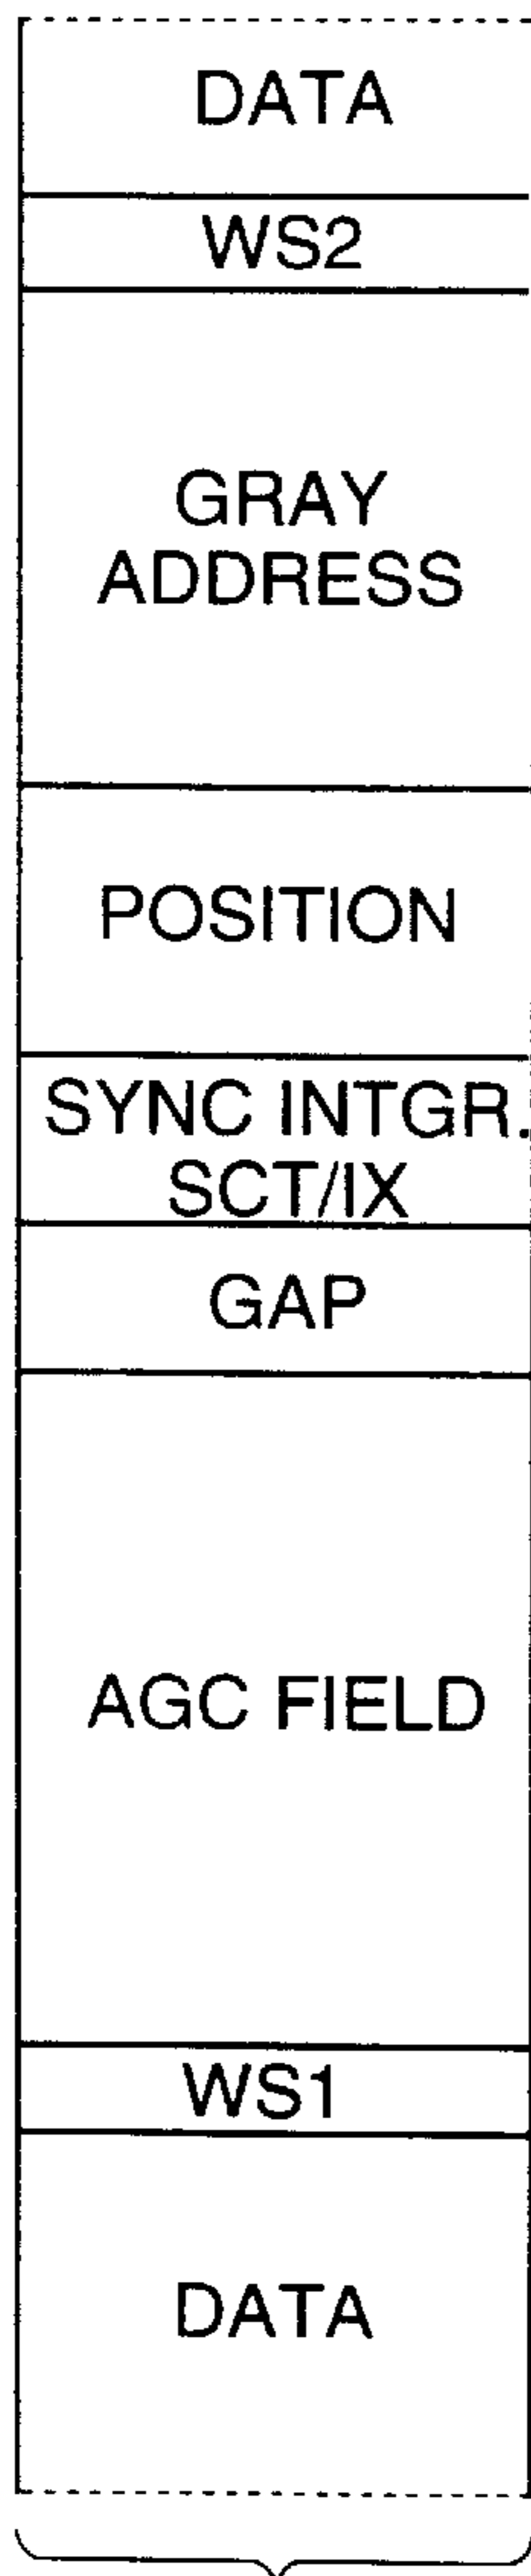 DATA
WS2
GRAY
ADDRESS
POSITION
SYNC INTGR.
SCT/IX
GAP
AGC FIELD
WS1
DATA